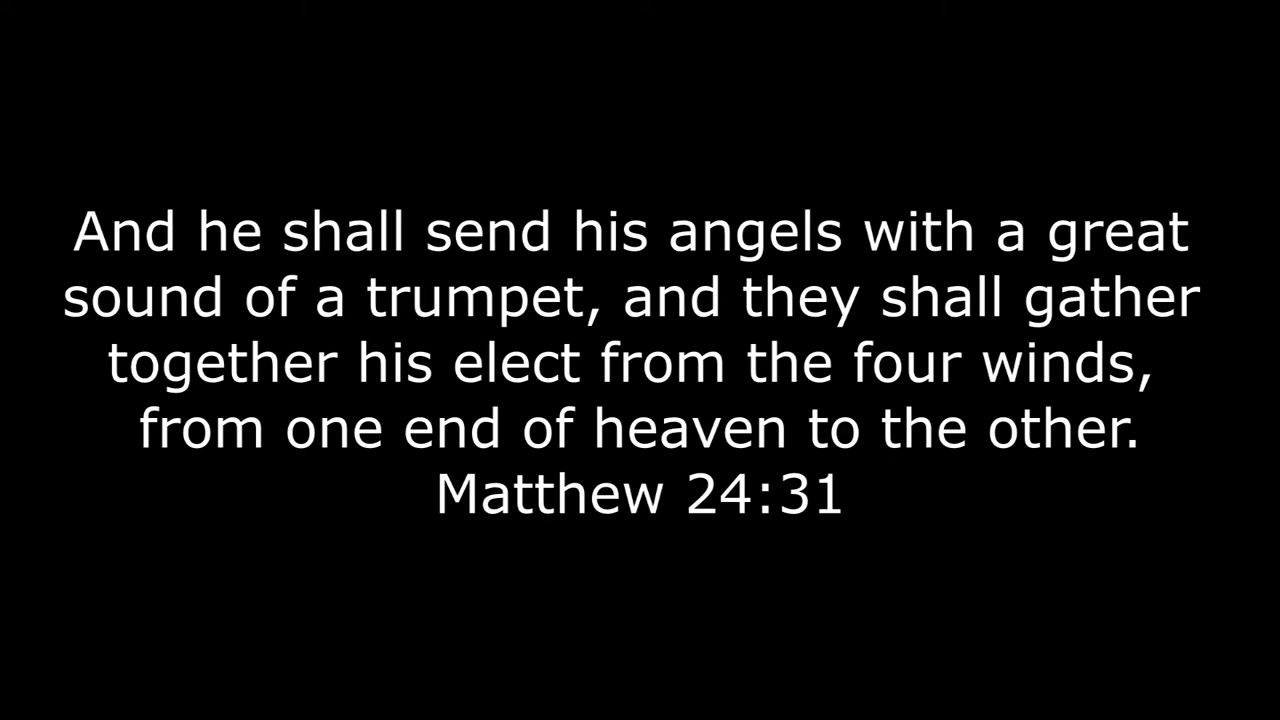 And he shall send his angels with a great
sound of a trumpet, and they shall gather
together his elect from the four winds,
from one end of heaven to the other.
Matthew 24:31